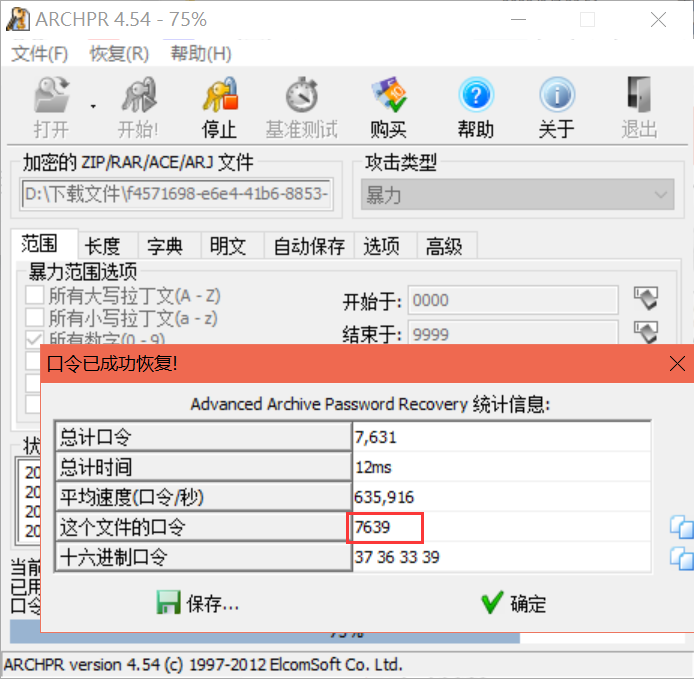 ARCHPR 4.54 - 75%
文件(F) 恢复(R) 帮助(H)
打开 开始! 停止 基准测试 购买 帮助 关于 退出
加密的 ZIP/RAR/ACE/ARJ 文件 攻击类型
D:\下载文件\f4571698-e6e4-41b6-8853- 暴力
范围 长度 字典 明文 自动保存 选项 高级
暴力范围选项
所有大写拉丁文(A - Z) 开始于: 0000
所有小写拉丁文(a - z)
所有数字(0 - 9) 结束于: 9999
口令已成功恢复!
Advanced Archive Password Recovery 统计信息:
总计口令 7,631
总计时间 12ms
平均速度(口令/秒) 635,916
这个文件的口令 7639
十六进制口令 37 36 33 39
保存... 确定
状
20
20
20
20
当前
已用
口令
75%
ARCHPR version 4.54 (c) 1997-2012 ElcomSoft Co. Ltd.